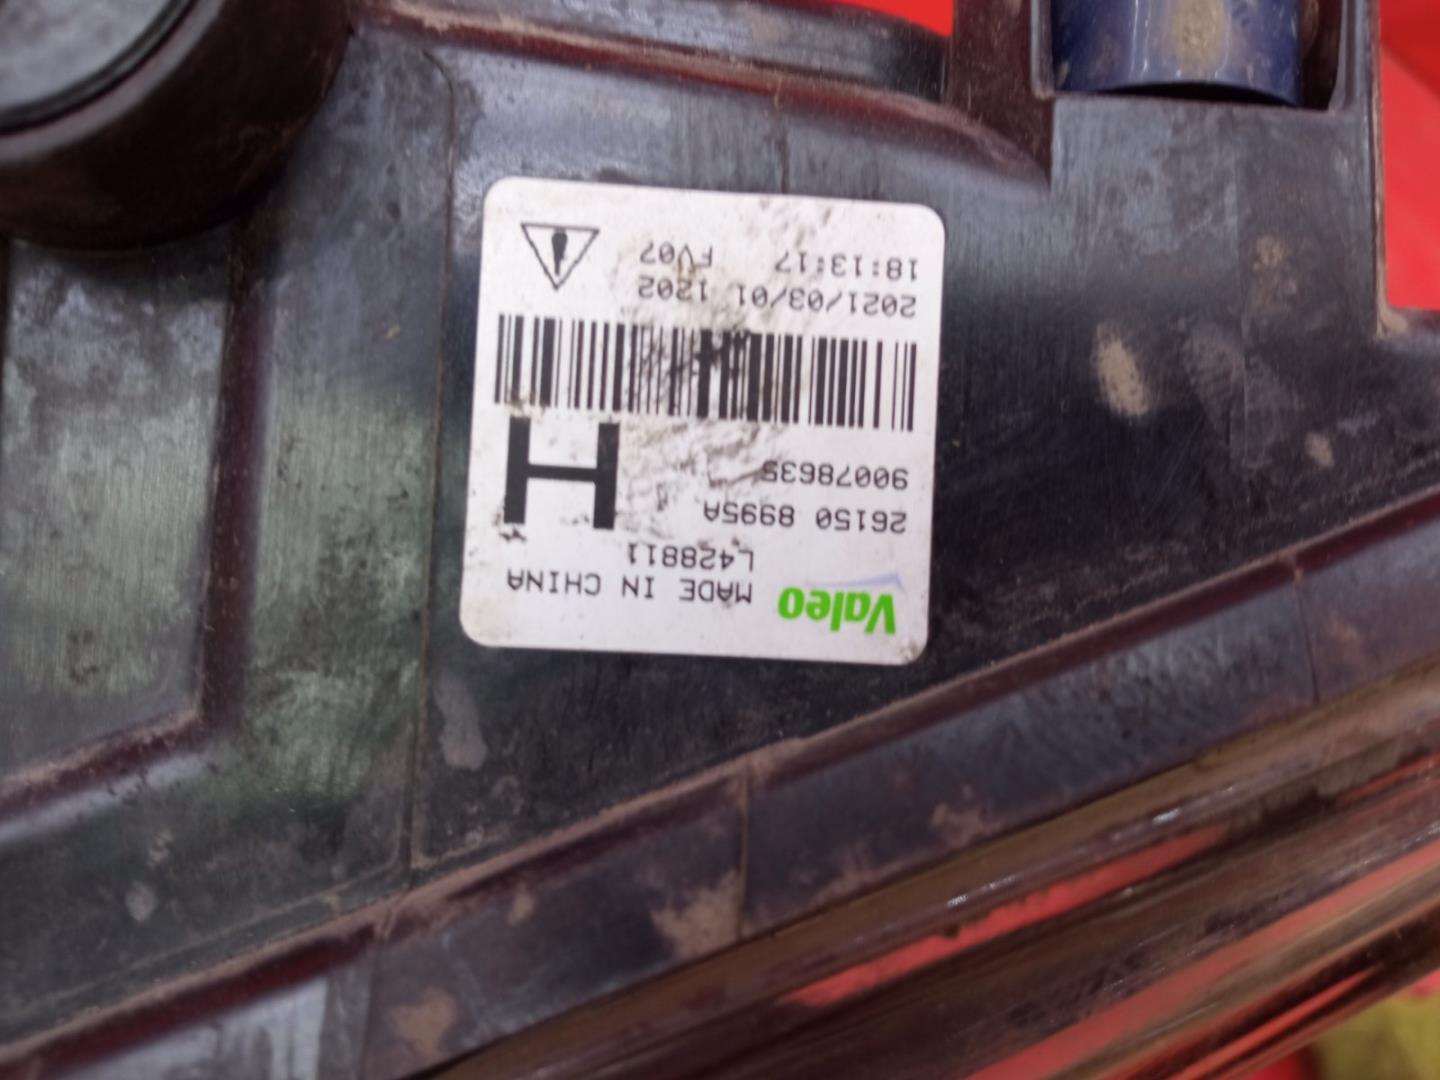 Valeo MADE IN CHINA
L428811
26150 8995A
90078635
H
2021/03/01 1202
18:13:17 FV07